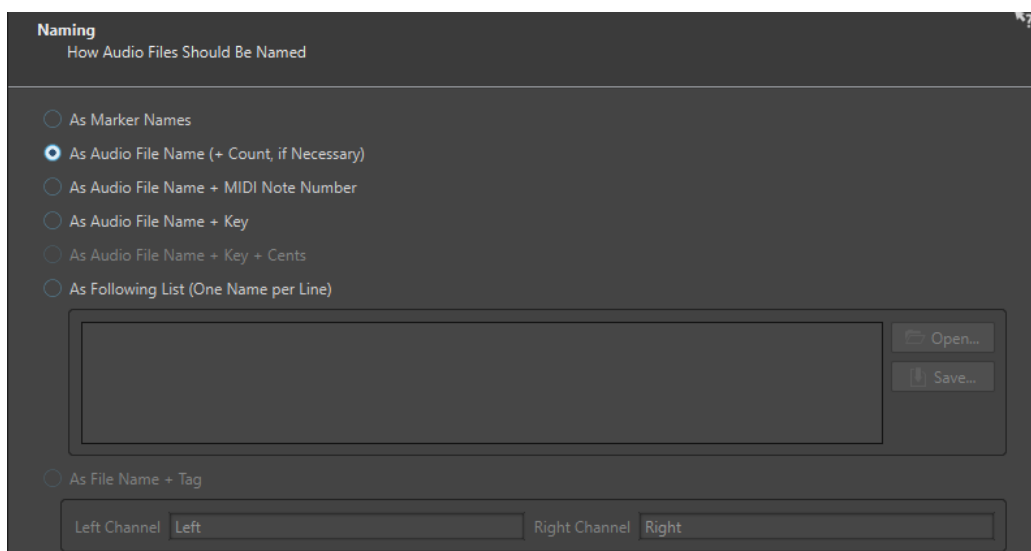 Naming
How Audio Files Should Be Named
As Marker Names
As Audio File Name (+ Count, if Necessary)
As Audio File Name + MIDI Note Number
As Audio File Name + Key
As Audio File Name + Key + Cents
As Following List (One Name per Line)
Open...
Save...
As File Name + Tag
Left Channel Left Right Channel Right